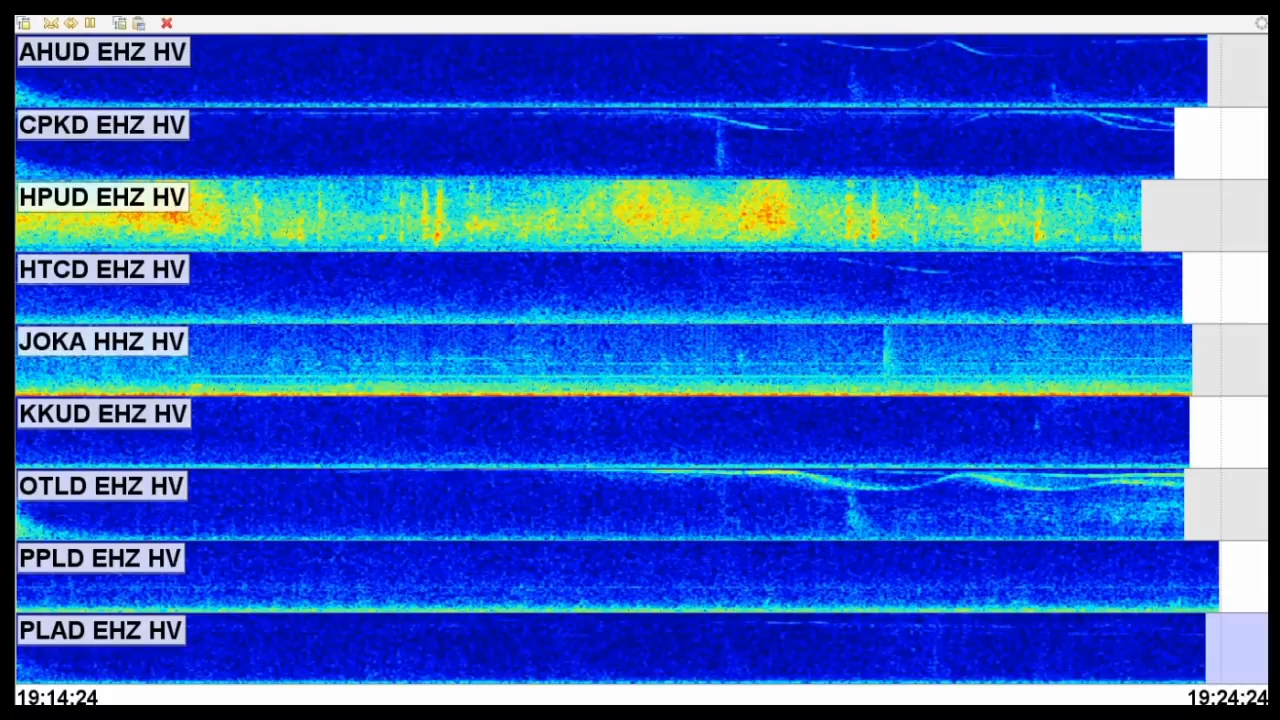 AHUD EHZ HV
CPKD EHZ HV
HPUD EHZ HV
HTCD EHZ HV
JOKA HHZ HV
KKUD EHZ HV
OTLD EHZ HV
PPLD EHZ HV
PLAD EHZ HV
19:14:24 19:24:24